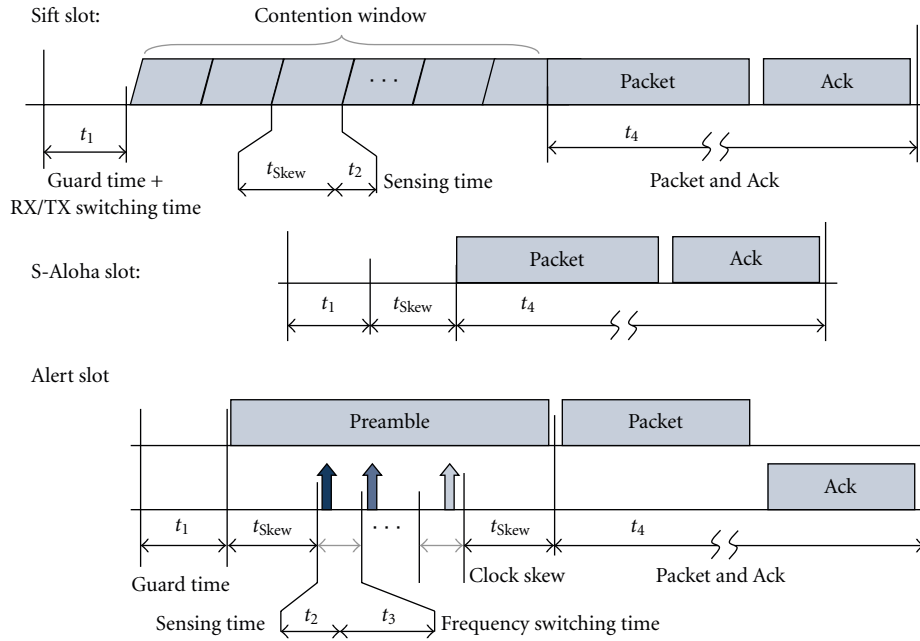 Sift slot:
Contention window
· · ·
Packet
Ack
t1
t4
tSkew
t2
Sensing time
Guard time +
RX/TX switching time
Packet and Ack
S-Aloha slot:
Packet
Ack
t1
tSkew
t4
Alert slot
Preamble
Packet
Ack
t1
tSkew
· · ·
tSkew
t4
Guard time
Clock skew
Packet and Ack
Sensing time
t2
t3
Frequency switching time